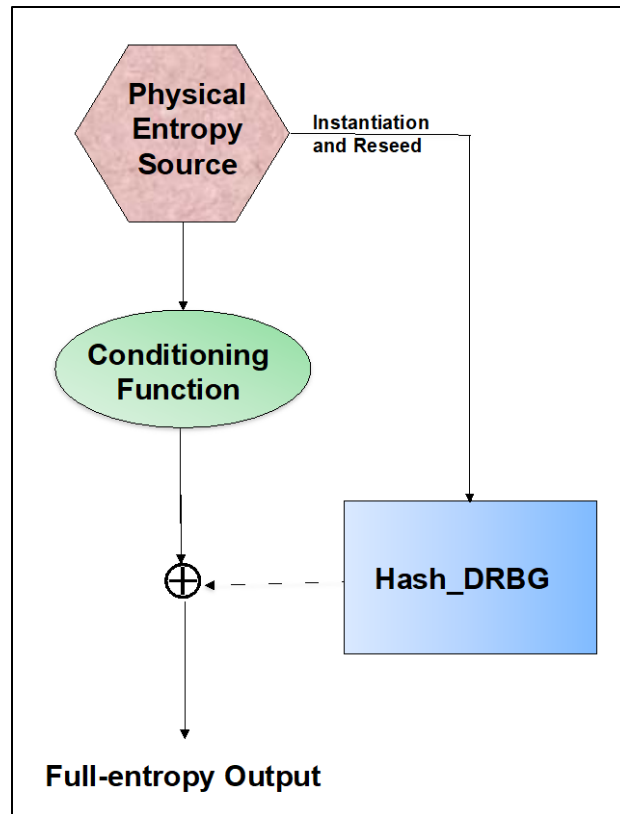 Physical
Entropy
Source
Instantiation
and Reseed
Conditioning
Function
Hash_DRBG
Full-entropy Output